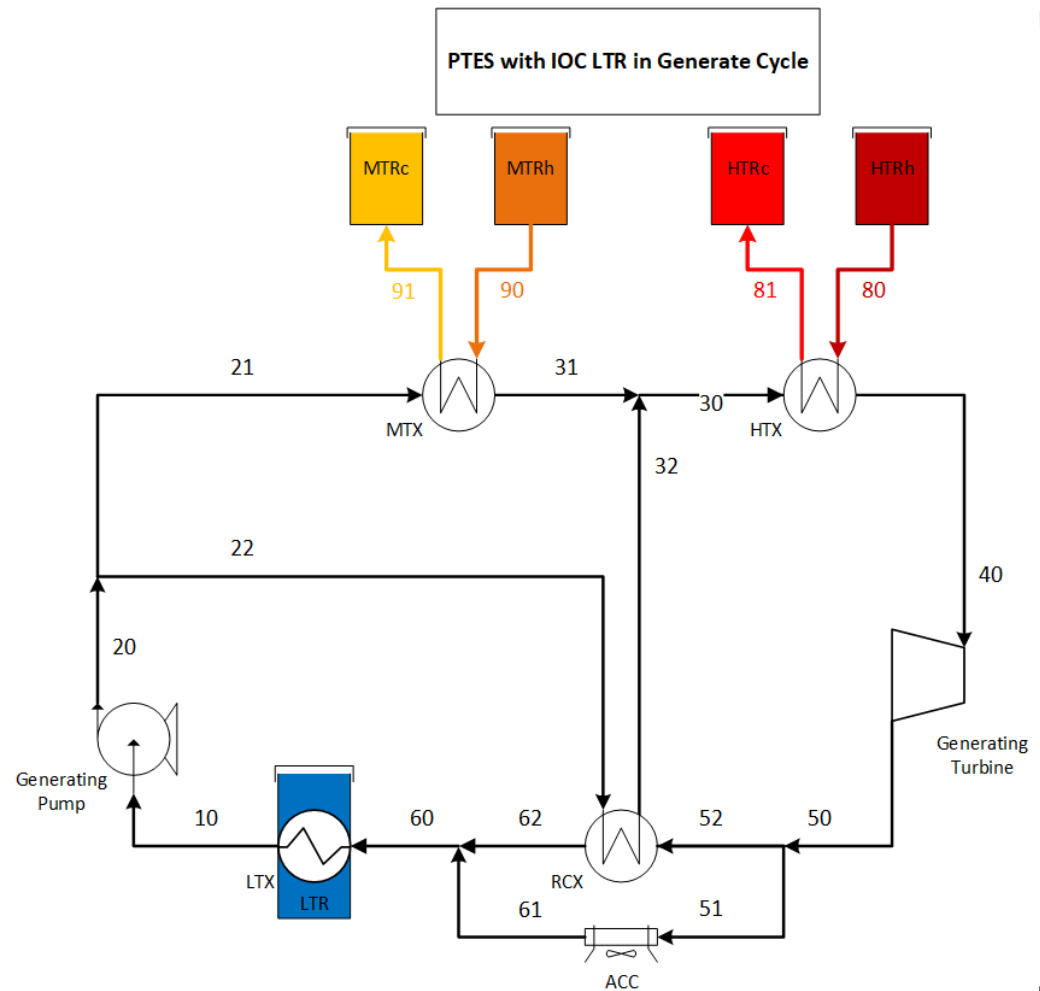 PTES with IOC LTR in Generate Cycle
MTRc
MTRh
HTRc
HTRh
91
90
81
80
21
31
30
MTX
HTX
32
22
40
20
Generating
Turbine
Generating
Pump
10
60
62
52
50
LTX
LTR
RCX
61
51
ACC